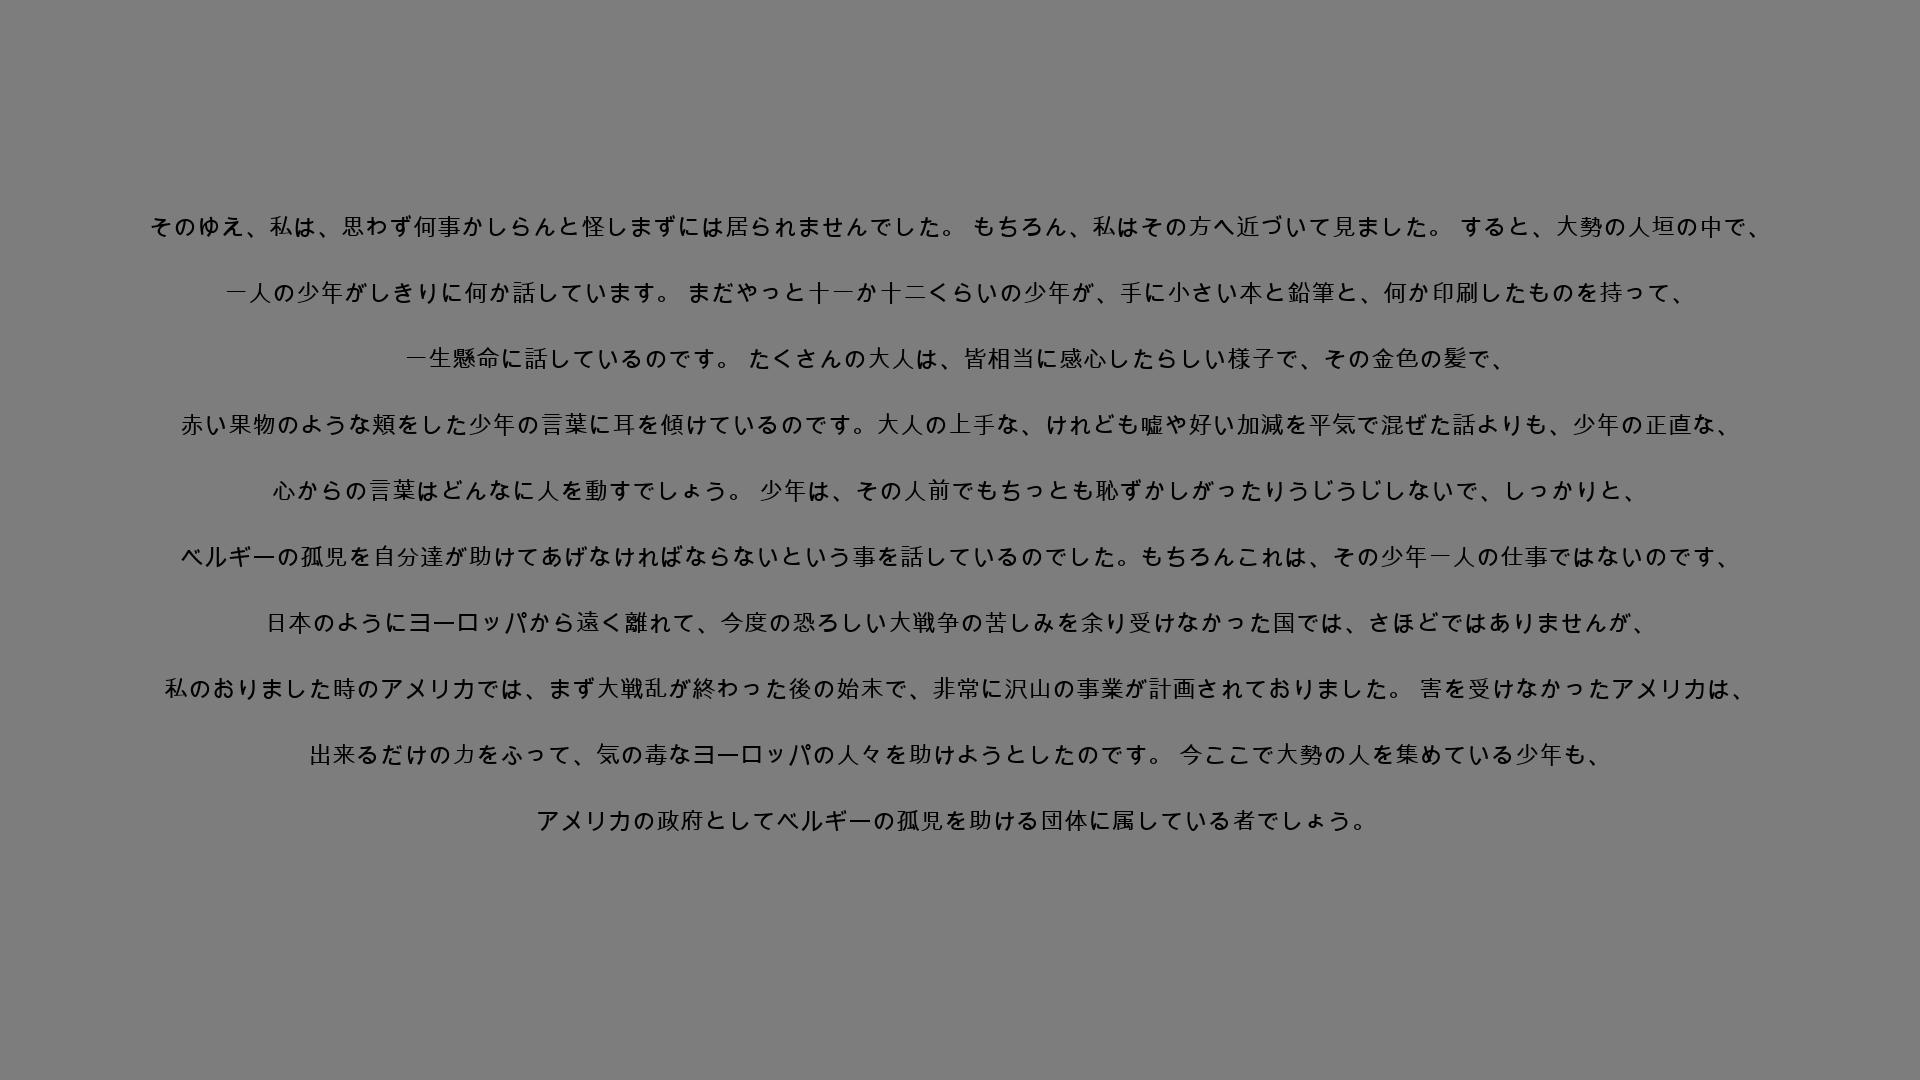 そのゆえ、私は、思わず何事かしらんと怪しまずには居られませんでした。 もちろん、私はその方へ近づいて見ました。 すると、大勢の人垣の中で、
一人の少年がしきりに何か話しています。 まだやっと十一か十二くらいの少年が、手に小さい本と鉛筆と、何か印刷したものを持って、
一生懸命に話しているのです。 たくさんの大人は、皆相当に感心したらしい様子で、その金色の髪で、
赤い果物のような頬をした少年の言葉に耳を傾けているのです。大人の上手な、けれども嘘や好い加減を平気で混ぜた話よりも、少年の正直な、
心からの言葉はどんなに人を動すでしょう。 少年は、その人前でもちっとも恥ずかしがったりうじうじしないで、しっかりと、
ベルギーの孤児を自分達が助けてあげなければならないという事を話しているのでした。もちろんこれは、その少年一人の仕事ではないのです、
日本のようにヨーロッパから遠く離れて、今度の恐ろしい大戦争の苦しみを余り受けなかった国では、さほどではありませんが、
私のおりました時のアメリカでは、まず大戦乱が終わった後の始末で、非常に沢山の事業が計画されておりました。 害を受けなかったアメリカは、
出来るだけの力をふって、気の毒なヨーロッパの人々を助けようとしたのです。 今ここで大勢の人を集めている少年も、
アメリカの政府としてベルギーの孤児を助ける団体に属している者でしょう。